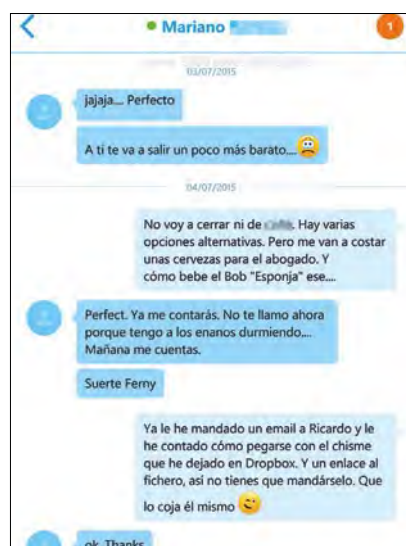 Mariano
1
03/07/2015
jajaja.... Perfecto
A ti te va a salir un poco más barato....
04/07/2015
No voy a cerrar ni de . Hay varias
opciones alternativas. Pero me van a costar
unas cervezas para el abogado. Y
cómo bebe el Bob "Esponja" ese....
Perfect. Ya me contarás. No te llamo ahora
porque tengo a los enanos durmiendo....
Mañana me cuentas.
Suerte Ferny
Ya le he mandado un email a Ricardo y le
he contado cómo pegarse con el chisme
que he dejado en Dropbox. Y un enlace al
fichero, así no tienes que mandárselo. Que
lo coja él mismo
ok. Thanks